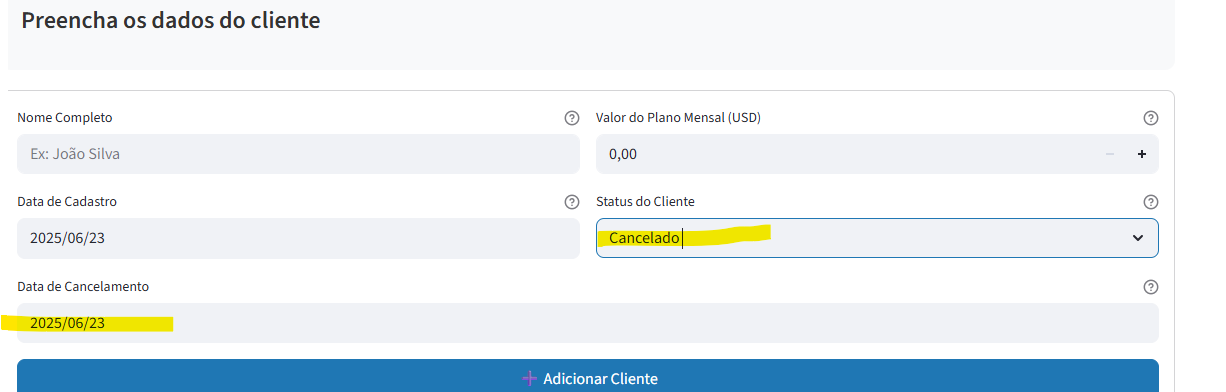 Preencha os dados do cliente
Nome Completo
Valor do Plano Mensal (USD)
Ex: João Silva
0,00
Data de Cadastro
Status do Cliente
2025/06/23
Cancelado
Data de Cancelamento
2025/06/23
Adicionar Cliente